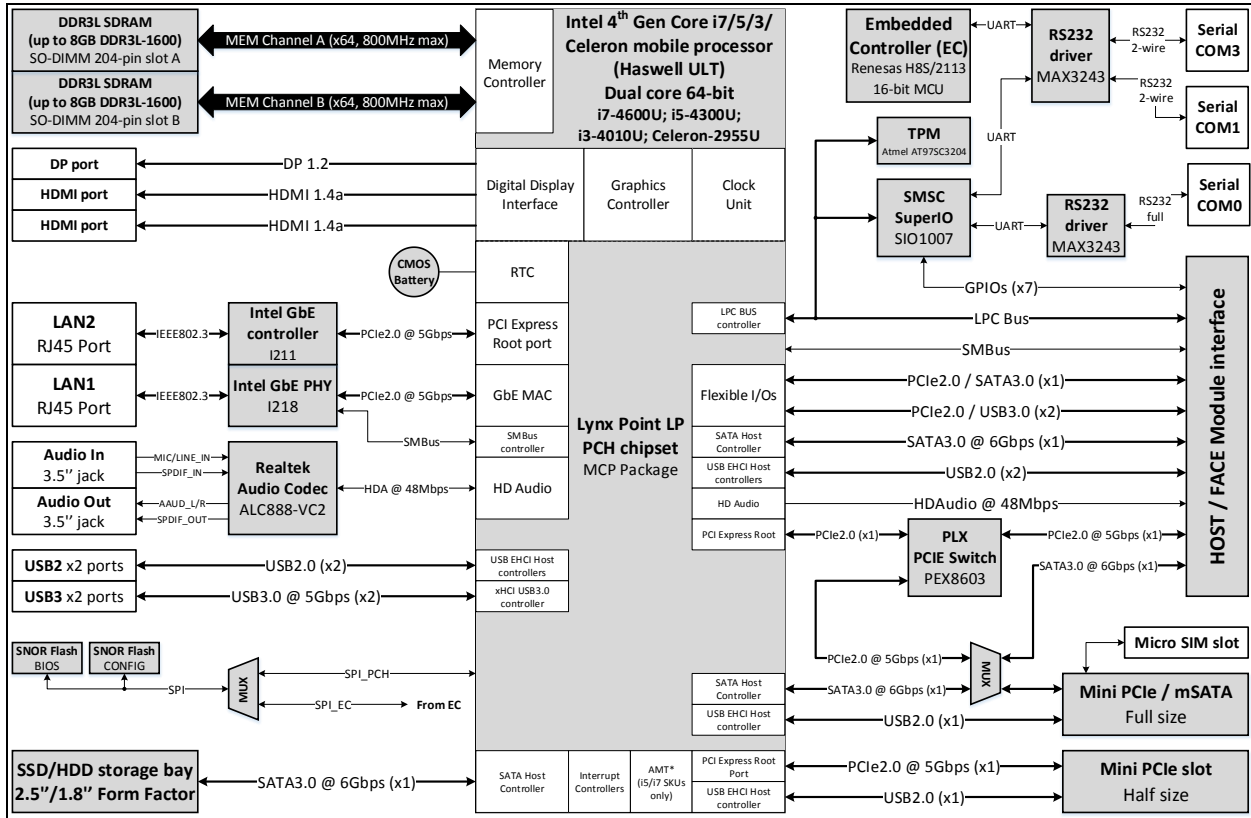 DDR3L SDRAM
(up to 8GB DDR3L-1600)
SO-DIMM 204-pin slot A
MEM Channel A (x64, 800MHz max)
DDR3L SDRAM
(up to 8GB DDR3L-1600)
SO-DIMM 204-pin slot B
MEM Channel B (x64, 800MHz max)
Memory
Controller
Intel 4th Gen Core i7/5/3/
Celeron mobile processor
(Haswell ULT)
Dual core 64-bit
i7-4600U; i5-4300U;
i3-4010U; Celeron-2955U
Embedded
Controller (EC)
Renesas H8S/2113
16-bit MCU
UART
RS232
driver
MAX3243
RS232
2-wire
Serial
COM3
RS232
2-wire
Serial
COM1
UART
TPM
Atmel AT97SC3204
SMSC
SuperIO
SIO1007
UART
RS232
driver
MAX3243
RS232
full
Serial
COM0
DP port
DP 1.2
HDMI port
HDMI 1.4a
HDMI port
HDMI 1.4a
Digital Display
Interface
Graphics
Controller
Clock
Unit
CMOS
Battery
RTC
GPIOs (x7)
LAN2
RJ45 Port
IEEE802.3
Intel GbE
controller
I211
PCIe2.0 @ 5Gbps
PCI Express
Root port
LPC BUS
controller
LPC Bus
SMBus
LAN1
RJ45 Port
IEEE802.3
Intel GbE PHY
I218
PCIe2.0 @ 5Gbps
GbE MAC
SMBus
SMBus
controller
Lynx Point LP
PCH chipset
MCP Package
Flexible I/Os
PCIe2.0 / SATA3.0 (x1)
PCIe2.0 / USB3.0 (x2)
SATA Host
Controller
SATA3.0 @ 6Gbps (x1)
USB EHCI Host
controllers
USB2.0 (x2)
HD Audio
HDAudio @ 48Mbps
PCI Express Root
PCIe2.0 (x1)
PLX
PCIE Switch
PEX8603
PCIe2.0 @ 5Gbps (x1)
SATA3.0 @ 6Gbps (x1)
HOST / FACE Module interface
Audio In
3.5'' jack
MIC/LINE_IN
SPDIF_IN
Audio Out
3.5'' jack
AAUD_L/R
SPDIF_OUT
Realtek
Audio Codec
ALC888-VC2
HDA @ 48Mbps
HD Audio
USB2 x2 ports
USB2.0 (x2)
USB EHCI Host
controllers
USB3 x2 ports
USB3.0 @ 5Gbps (x2)
xHCI USB3.0
controller
SNOR Flash
BIOS
SNOR Flash
CONFIG
SPI
MUX
SPI_PCH
SPI_EC
From EC
PCIe2.0 @ 5Gbps (x1)
MUX
Micro SIM slot
SATA Host
Controller
SATA3.0 @ 6Gbps (x1)
USB EHCI Host
controller
USB2.0 (x1)
Mini PCIe / mSATA
Full size
SSD/HDD storage bay
2.5''/1.8'' Form Factor
SATA3.0 @ 6Gbps (x1)
SATA Host
Controller
Interrupt
Controllers
AMT*
(i5/i7 SKUs
only)
PCI Express Root
Port
PCIe2.0 @ 5Gbps (x1)
USB EHCI Host
controller
USB2.0 (x1)
Mini PCIe slot
Half size